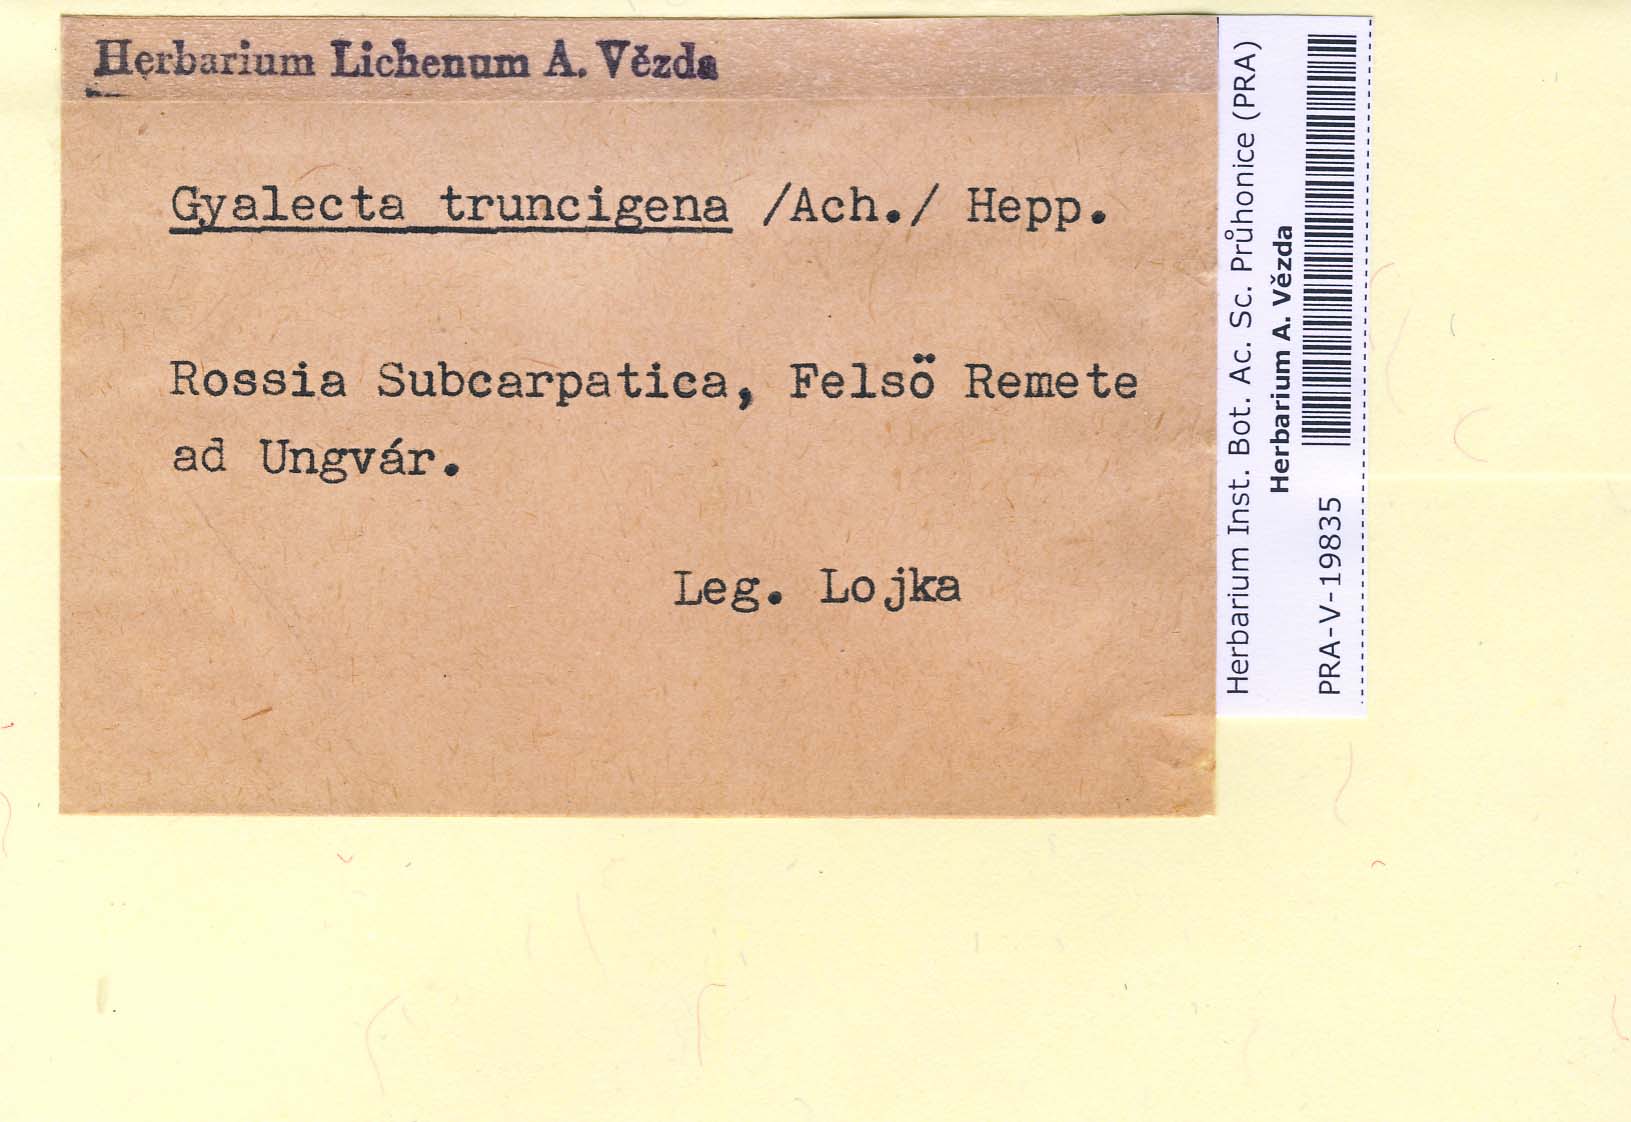 Herbarium Lichenum A. Vězda
Gyalecta truncigena /Ach./ Hepp.
Rossia Subcarpatica, Felsö Remete
ad Ungvár.
Leg. Lojka
Herbarium Inst. Bot. Ac. Sc. Průhonice (PRA)
Herbarium A. Vězda
PRA-V-19835